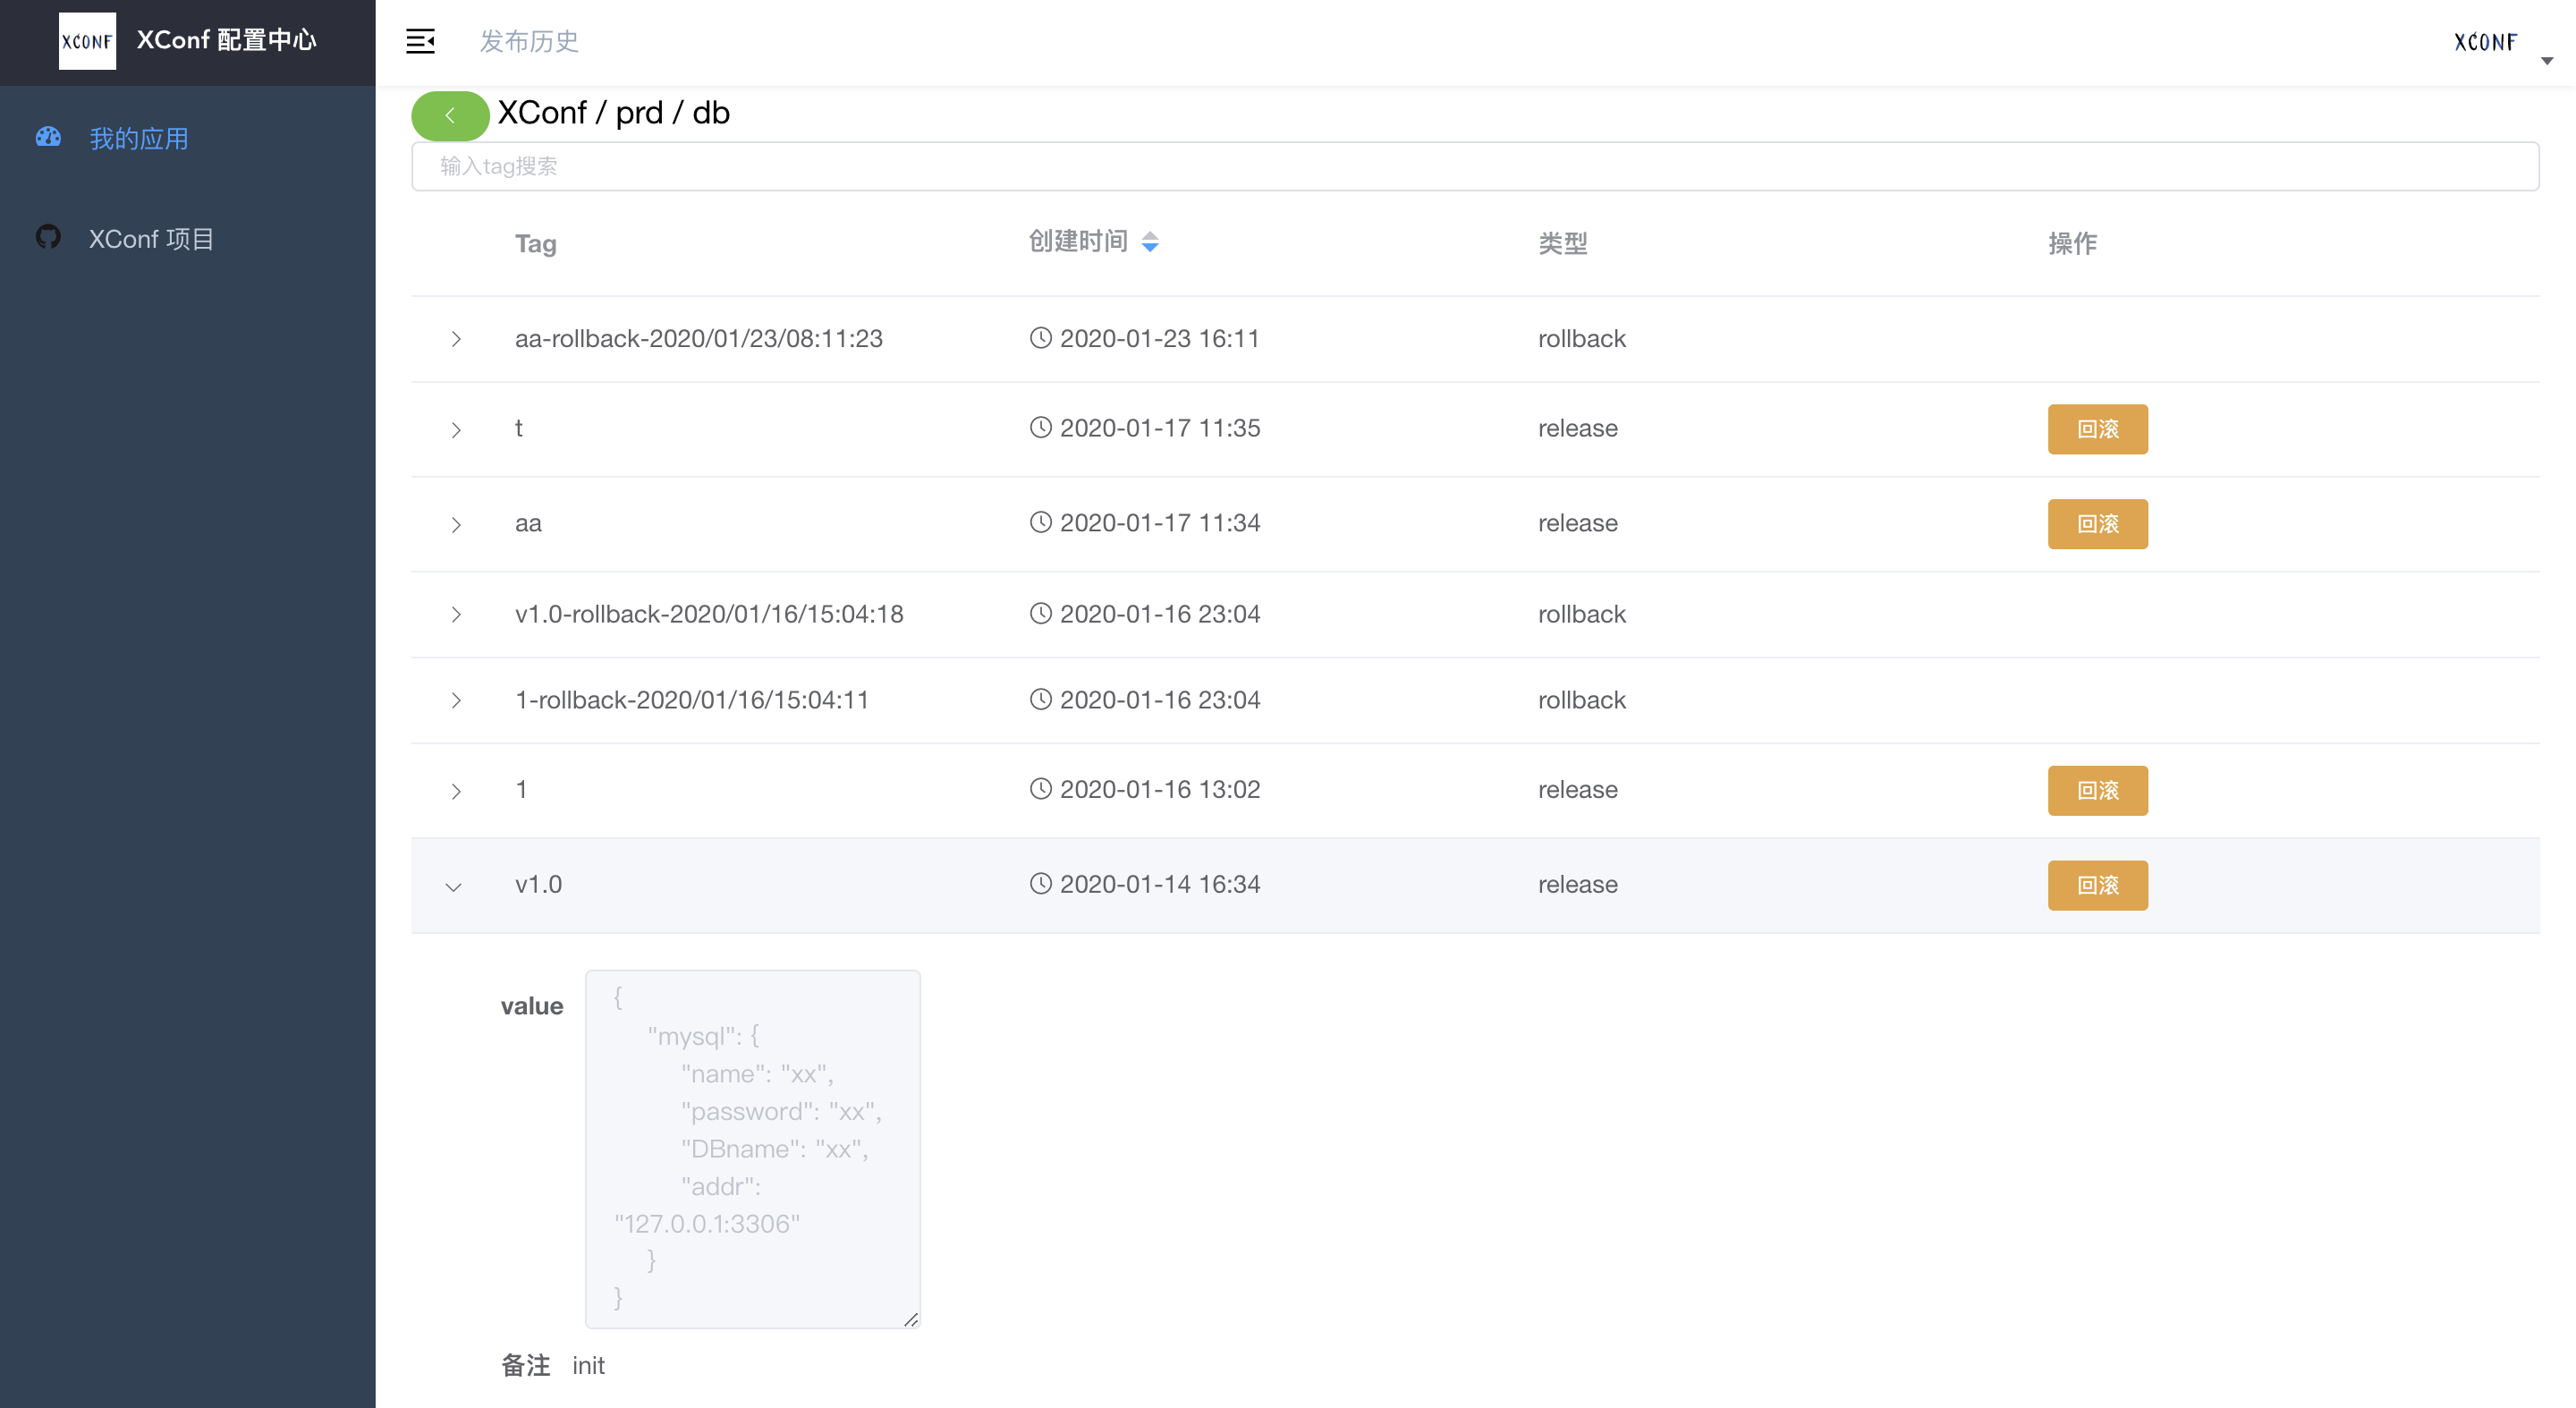 XCONF XConf 配置中心
发布历史
XCONF
我的应用
XConf 项目
XConf / prd / db
输入tag搜索
Tag 创建时间 类型 操作
aa-rollback-2020/01/23/08:11:23 2020-01-23 16:11 rollback
t 2020-01-17 11:35 release 回滚
aa 2020-01-17 11:34 release 回滚
v1.0-rollback-2020/01/16/15:04:18 2020-01-16 23:04 rollback
1-rollback-2020/01/16/15:04:11 2020-01-16 23:04 rollback
1 2020-01-16 13:02 release 回滚
v1.0 2020-01-14 16:34 release 回滚
value {
"mysql": {
"name": "xx",
"password": "xx",
"DBname": "xx",
"addr":
"127.0.0.1:3306"
}
}
备注 init